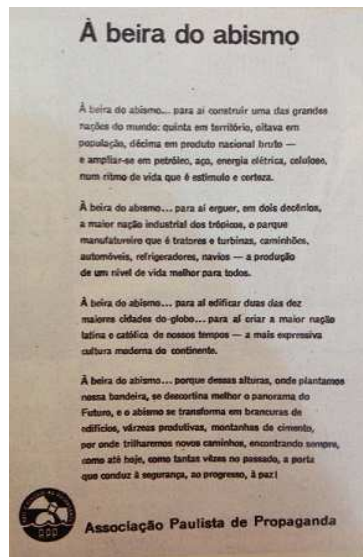 À beira do abismo
À beira do abismo... para aí construir uma das grandes
nações do mundo: quinta em território, oitava em
população, décima em produto nacional bruto —
e ampliar-se em petróleo, aço, energia elétrica, celulose,
num ritmo de vida que é estímulo e certeza.
À beira do abismo... para aí erguer, em dois decênios,
a maior nação industrial dos trópicos, o parque
manufatureiro que é tratores e turbinas, caminhões,
automóveis, refrigeradores, navios — a produção
de um nível de vida melhor para todos.
À beira do abismo... para aí edificar duas das dez
maiores cidades do globo... para aí criar a maior nação
latina e católica de nossos tempos — a mais expressiva
cultura moderna do continente.
À beira do abismo... porque dessas alturas, onde plantamos
nossa bandeira, se descortina melhor o panorama do
Futuro, e o abismo se transforma em brancuras de
edifícios, várzeas produtivas, montanhas de cimento,
por onde trilharemos novos caminhos, encontrando sempre,
como até hoje, como tantas vêzes no passado, a porta
que conduz à segurança, ao progresso, à paz!
Associação Paulista de Propaganda